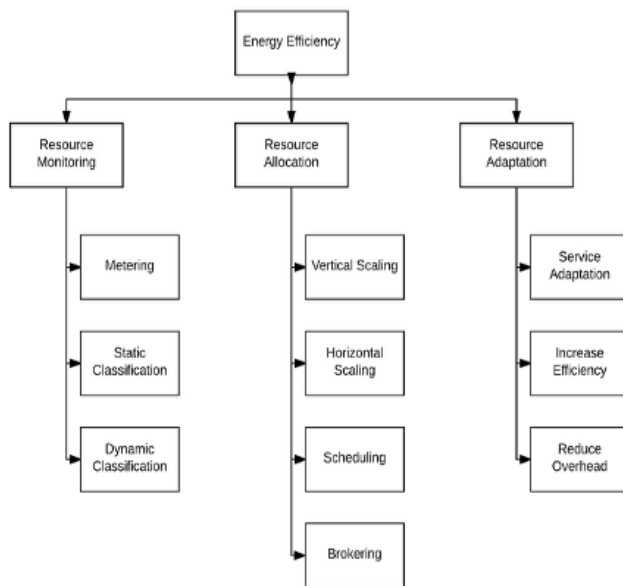 Energy Efficiency
Resource
Monitoring
Resource
Allocation
Resource
Adaptation
Metering
Vertical Scaling
Service
Adaptation
Static
Classification
Horizontal
Scaling
Increase
Efficiency
Dynamic
Classification
Scheduling
Reduce
Overhead
Brokering